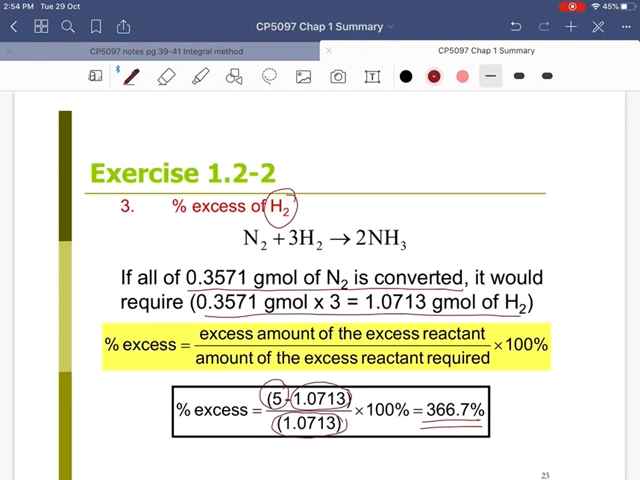 2:54 PM Tue 29 Oct
45%
CP5097 Chap 1 Summary
CP5097 notes pg 39-41 Integral method
CP5097 Chap 1 Summary
Exercise 1.2-2
3. % excess of H₂
N₂ + 3H₂ → 2NH₃
If all of 0.3571 gmol of N₂ is converted, it would
require (0.3571 gmol x 3 = 1.0713 gmol of H₂)
% excess = excess amount of the excess reactant / amount of the excess reactant required × 100%
% excess = (5 - 1.0713) / (1.0713) × 100% = 366.7%
23